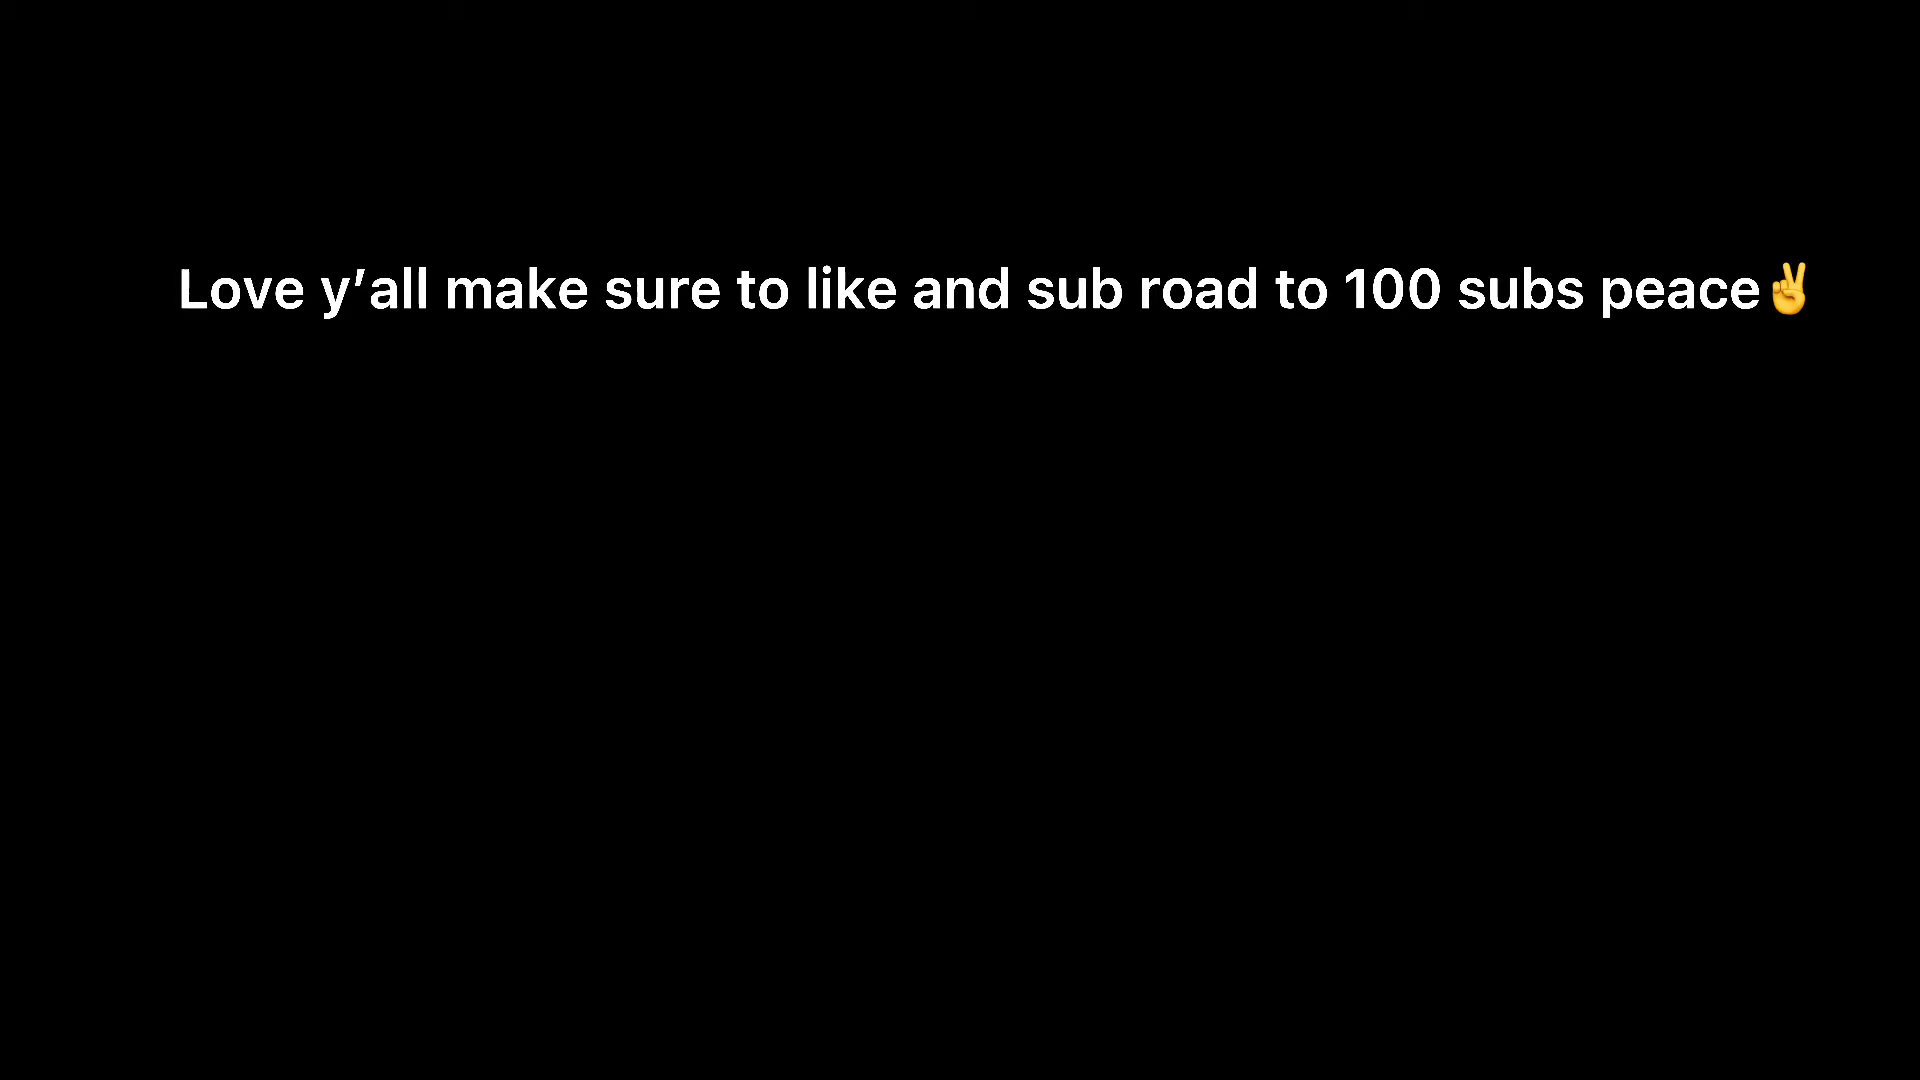 Love y’all make sure to like and sub road to 100 subs peace✌️